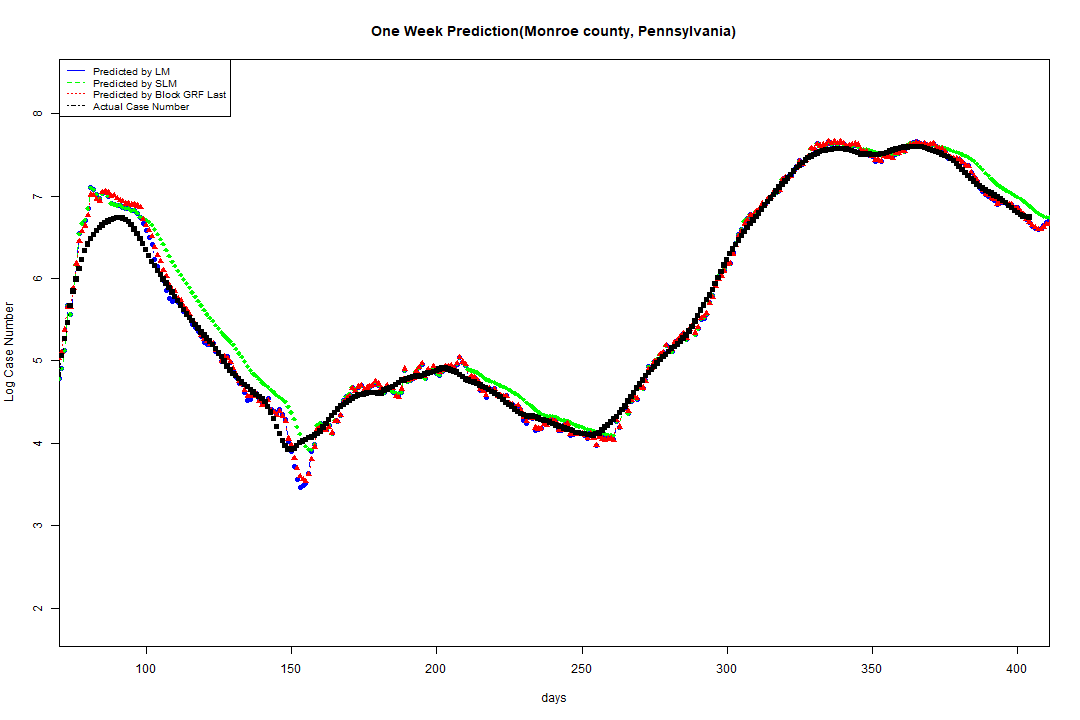 One Week Prediction(Monroe county, Pennsylvania)
Predicted by LM
Predicted by SLM
Predicted by Block GRF Last
Actual Case Number
8
7
6
5
4
3
2
Log Case Number
100 150 200 250 300 350 400
days